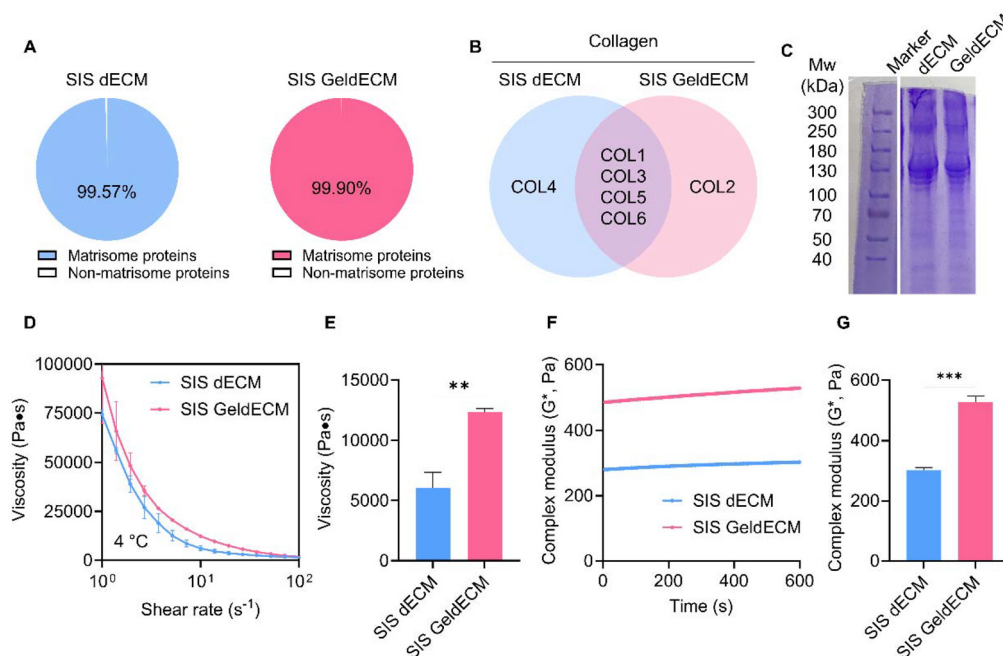 A
SIS dECM
SIS GeldECM
99.57%
99.90%
Matrisome proteins
Non-matrisome proteins
Matrisome proteins
Non-matrisome proteins
B
Collagen
SIS dECM
SIS GeldECM
COL4
COL1
COL3
COL5
COL6
COL2
C
Mw
(kDa)
Marker
dECM
GeldECM
300
250
180
130
100
70
50
40
D
Viscosity (Pa•s)
100000
75000
50000
25000
0
SIS dECM
SIS GeldECM
4 °C
10⁰
10¹
10²
Shear rate (s⁻¹)
E
Viscosity (Pa•s)
15000
10000
5000
0
**
SIS dECM
SIS GeldECM
F
Complex modulus (G*, Pa)
600
400
200
0
SIS dECM
SIS GeldECM
0
200
400
600
Time (s)
G
Complex modulus (G*, Pa)
600
400
200
0
***
SIS dECM
SIS GeldECM